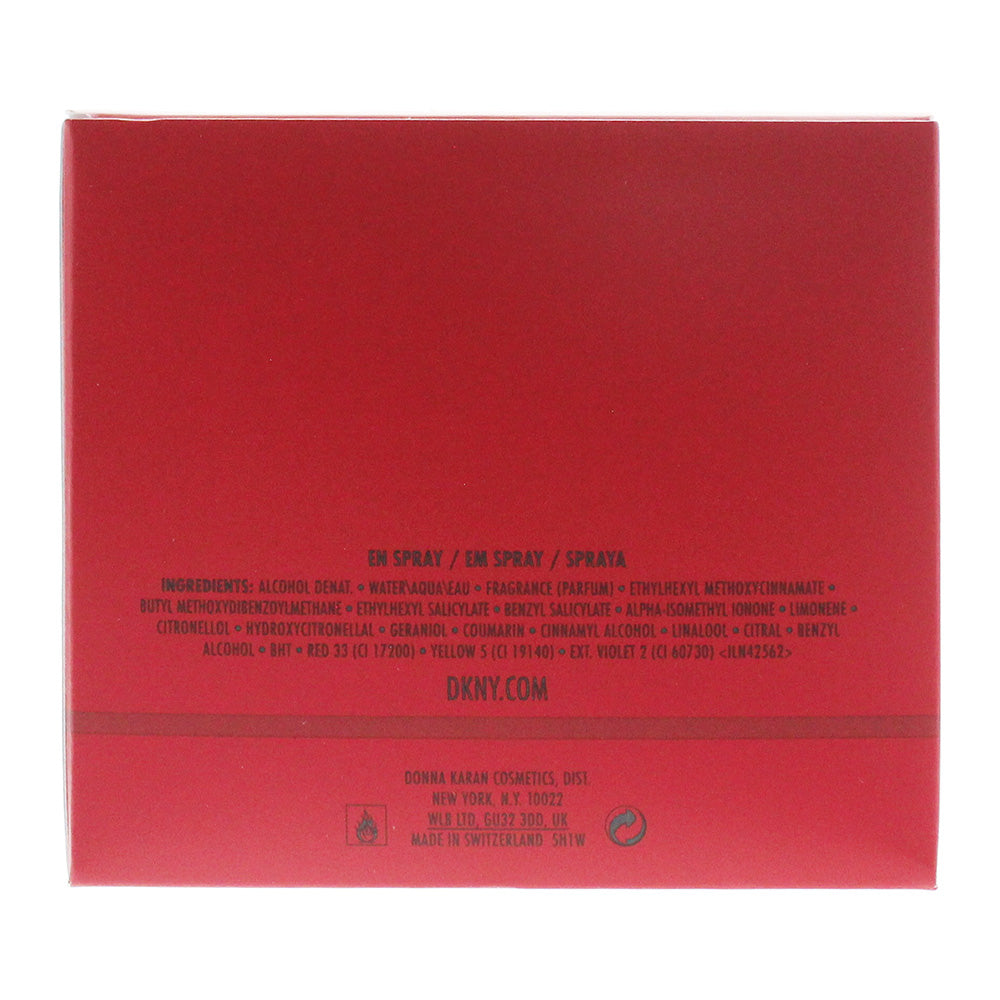 EN SPRAY / EM SPRAY / SPRAYA
INGREDIENTS: ALCOHOL DENAT. • WATER\AQUA\EAU • FRAGRANCE (PARFUM) • ETHYLHEXYL METHOXYCINNAMATE •
BUTYL METHOXYDIBENZOYLMETHANE • ETHYLHEXYL SALICYLATE • BENZYL SALICYLATE • ALPHA-ISOMETHYL IONONE • LIMONENE •
CITRONELLOL • HYDROXYCITRONELLAL • GERANIOL • COUMARIN • CINNAMYL ALCOHOL • LINALOOL • CITRAL • BENZYL
ALCOHOL • BHT • RED 33 (CI 17200) • YELLOW 5 (CI 19140) • EXT. VIOLET 2 (CI 60730) <ILN42562>
DKNY.COM
DONNA KARAN COSMETICS, DIST.
NEW YORK, N.Y. 10022
WLB LTD, GU32 3DD, UK
MADE IN SWITZERLAND 5H1W